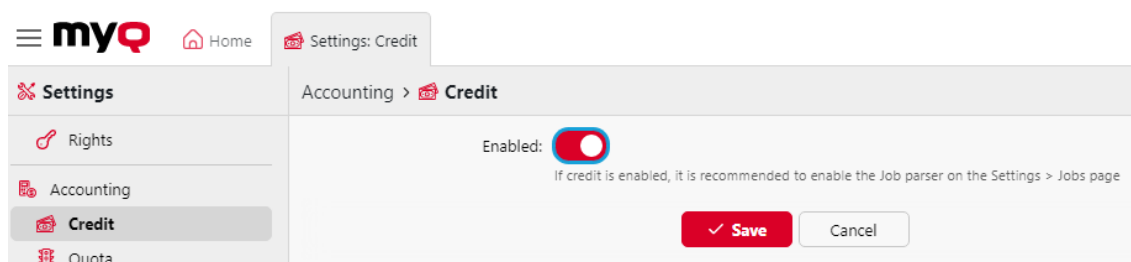 myQ
Home
Settings: Credit
Settings
Accounting > Credit
Rights
Enabled:
If credit is enabled, it is recommended to enable the Job parser on the Settings > Jobs page
Accounting
Credit
Save
Cancel
Quota